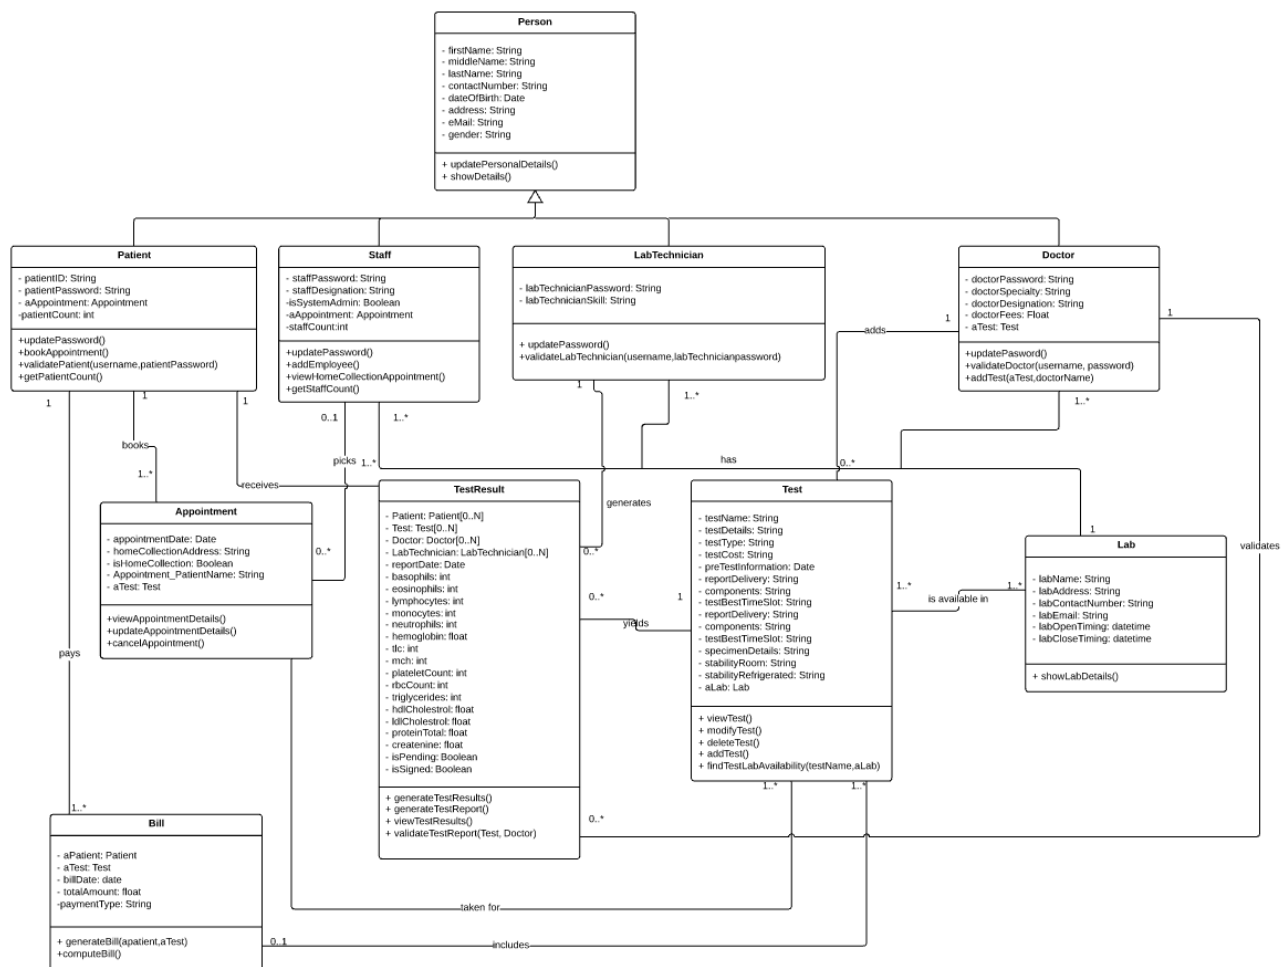 Person
- firstName: String
- middleName: String
- lastName: String
- contactNumber: String
- dateOfBirth: Date
- address: String
- eMail: String
- gender: String
+ updatePersonalDetails()
+ showDetails()
Patient
- patientID: String
- patientPassword: String
- aAppointment: Appointment
-patientCount: int
+updatePassword()
+bookAppointment()
+validatePatient(username,patientPassword)
+getPatientCount()
Staff
- staffPassword: String
- staffDesignation: String
-isSystemAdmin: Boolean
-aAppointment: Appointment
-staffCount:int
+updatePassword()
+addEmployee()
+viewHomeCollectionAppointment()
+getStaffCount()
LabTechnician
- labTechnicianPassword: String
- labTechnicianSkill: String
+ updatePassword()
+validateLabTechnician(username,labTechnicianpassword)
Doctor
- doctorPassword: String
- doctorSpecialty: String
- doctorDesignation: String
- doctorFees: Float
- aTest: Test
+updatePasword()
+validateDoctor(username, password)
+addTest(aTest,doctorName)
1
adds
1
1
1
1
0..1
1..*
1
1..*
1..*
books
1..*
picks
1..*
has
0..*
receives
generates
Appointment
- appointmentDate: Date
- homeCollectionAddress: String
- isHomeCollection: Boolean
- Appointment_PatientName: String
- aTest: Test
+viewAppointmentDetails()
+updateAppointmentDetails()
+cancelAppointment()
0..*
TestResult
- Patient: Patient[0..N]
- Test: Test[0..N]
- Doctor: Doctor[0..N]
- LabTechnician: LabTechnician[0..N]
- reportDate: Date
- basophils: int
- eosinophils: int
- lymphocytes: int
- monocytes: int
- neutrophils: int
- hemoglobin: float
- tlc: int
- mch: int
- plateletCount: int
- rbcCount: int
- triglycerides: int
- hdlCholestrol: float
- ldlCholestrol: float
- proteinTotal: float
- createnine: float
- isPending: Boolean
- isSigned: Boolean
+ generateTestResults()
+ generateTestReport()
+ viewTestResults()
+ validateTestReport(Test, Doctor)
0..*
0..*
1
yields
0..*
Test
- testName: String
- testDetails: String
- testType: String
- testCost: String
- preTestInformation: Date
- reportDelivery: String
- components: String
- testBestTimeSlot: String
- reportDelivery: String
- components: String
- testBestTimeSlot: String
- specimenDetails: String
- stabilityRoom: String
- stabilityRefrigerated: String
- aLab: Lab
+ viewTest()
+ modifyTest()
+ deleteTest()
+ addTest()
+ findTestLabAvailability(testName,aLab)
1..*
is available in
1..*
1
Lab
- labName: String
- labAddress: String
- labContactNumber: String
- labEmail: String
- labOpenTiming: datetime
- labCloseTiming: datetime
+ showLabDetails()
validates
pays
1..*
1..*
1..*
Bill
- aPatient: Patient
- aTest: Test
- billDate: date
- totalAmount: float
-paymentType: String
+ generateBill(apatient,aTest)
+computeBill()
taken for
0..1
includes